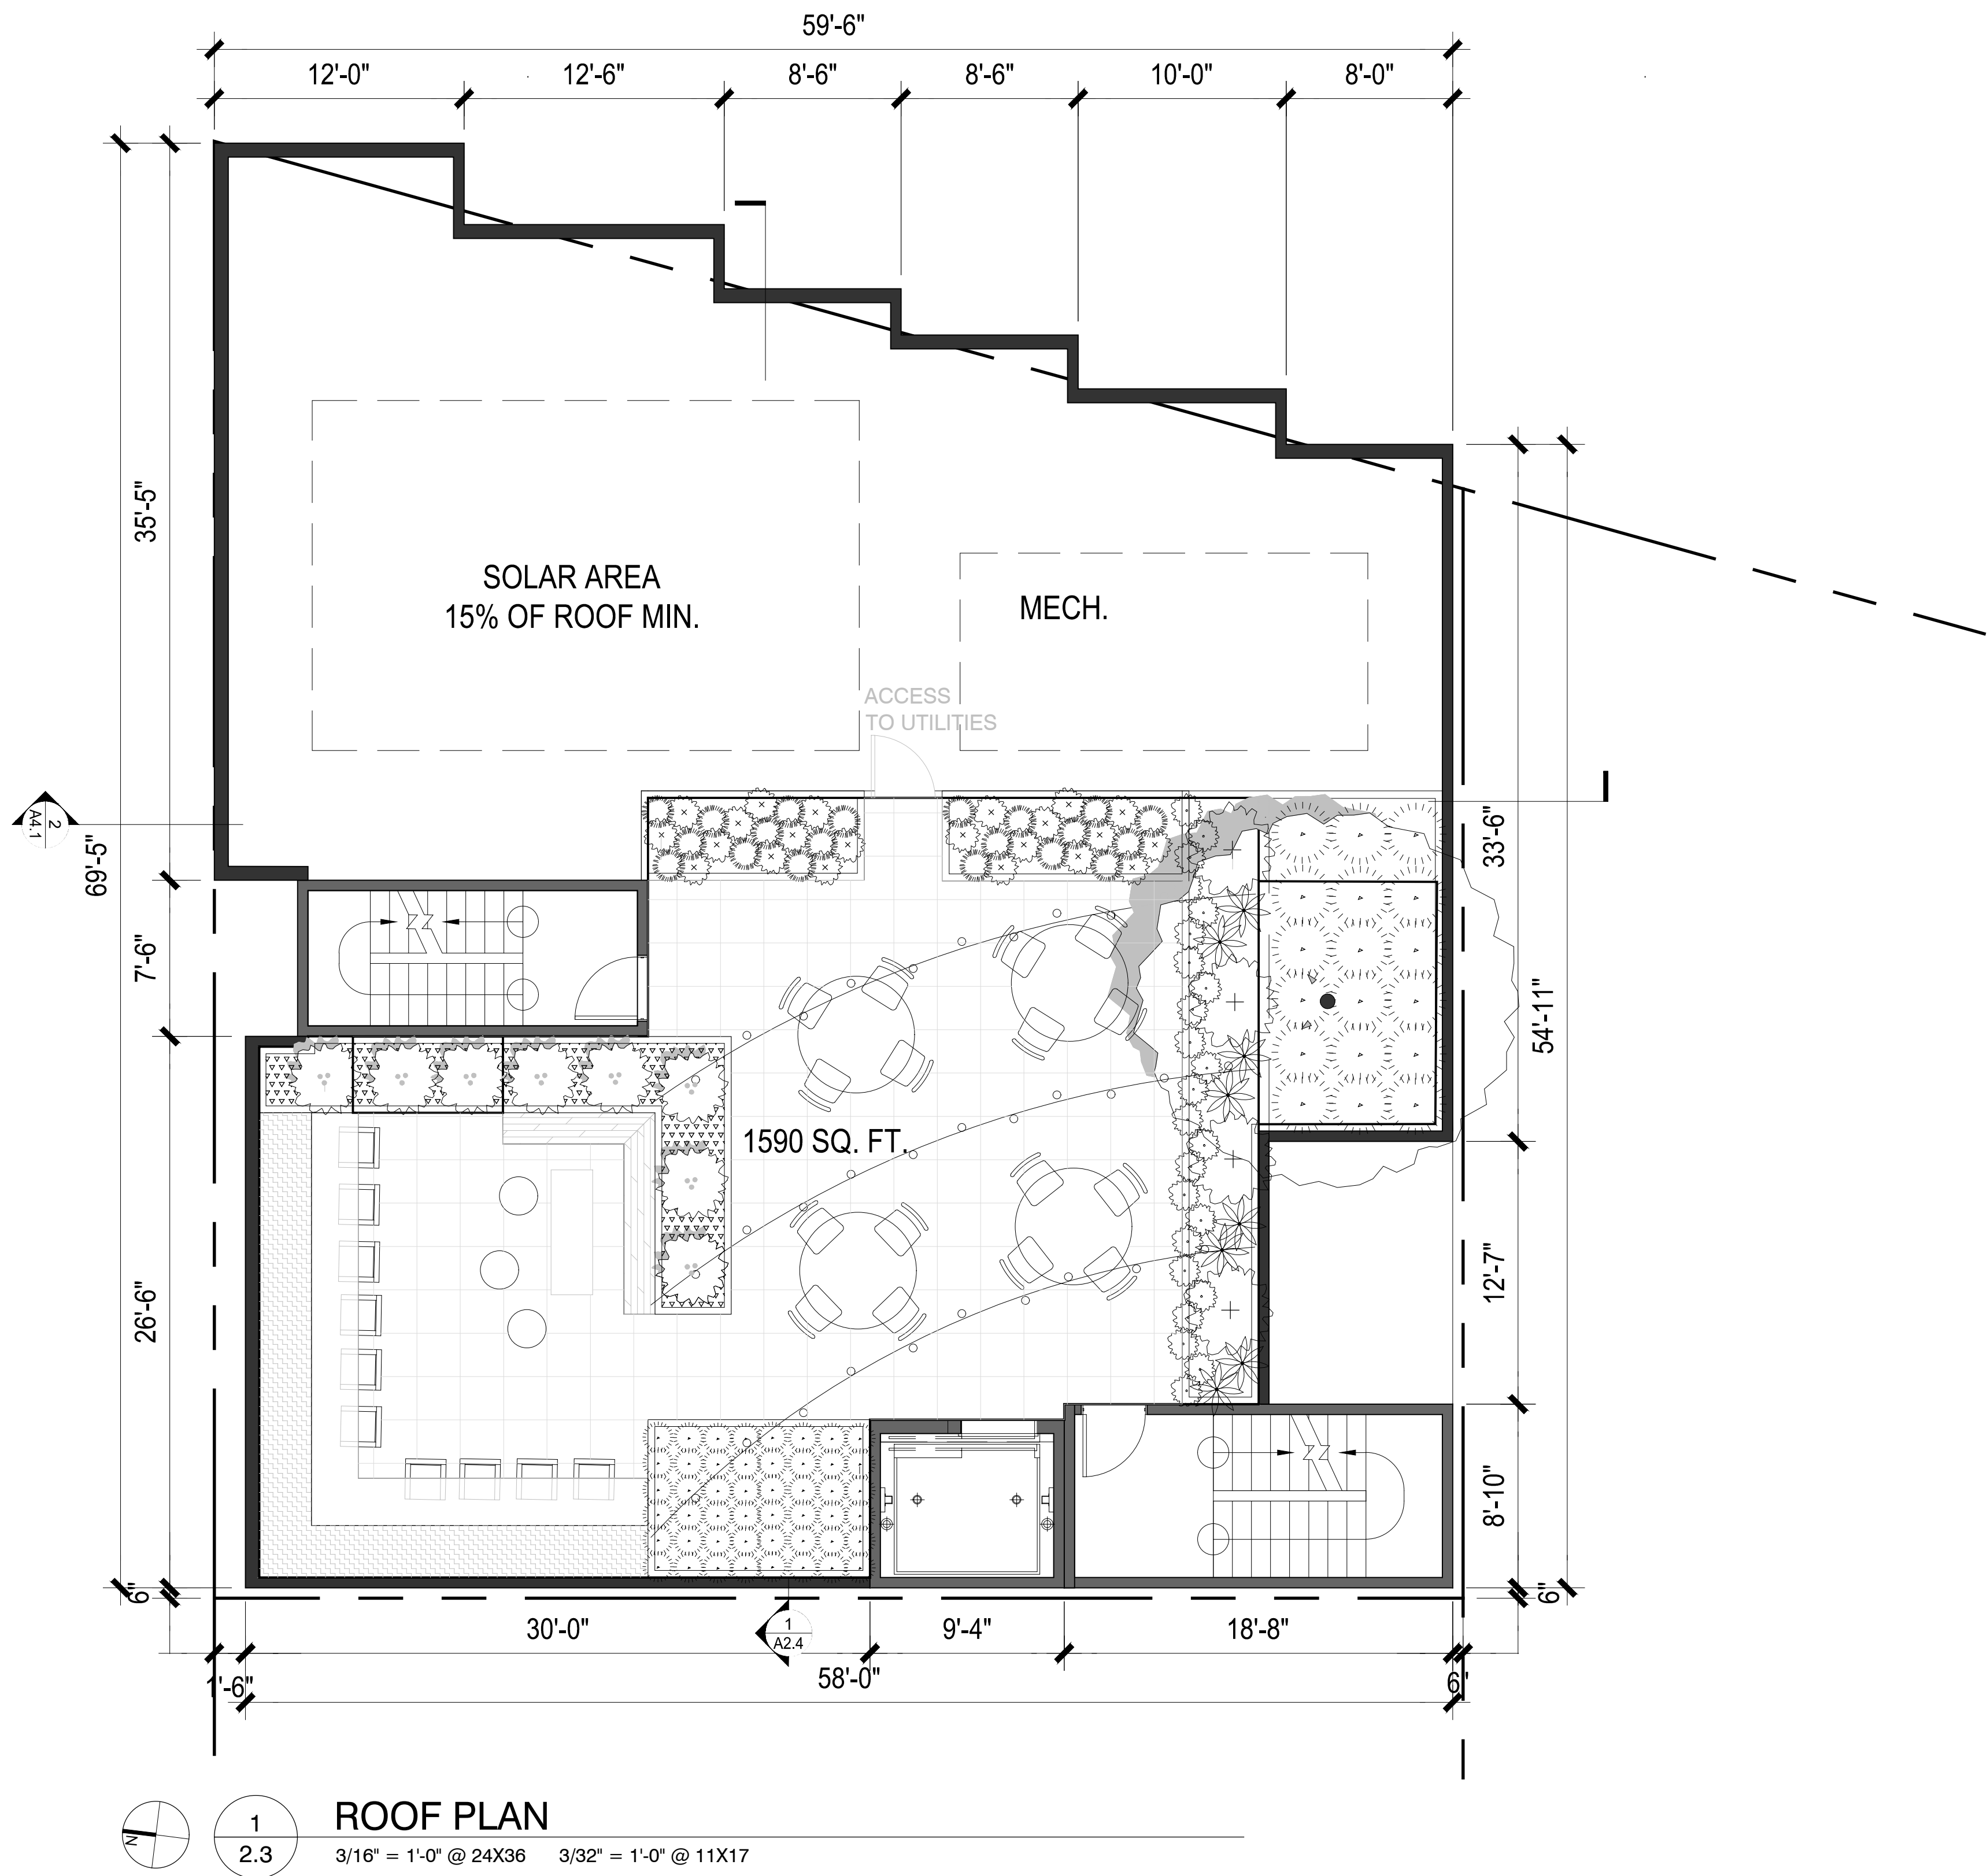 59'-6"
12'-0"
12'-6"
8'-6"
8'-6"
10'-0"
8'-0"
35'-5"
SOLAR AREA
15% OF ROOF MIN.
MECH.
ACCESS
TO UTILITIES
2
A4.1
69'-5"
33'-6"
7'-6"
54'-11"
1590 SQ. FT.
26'-6"
12'-7"
8'-10"
6"
6"
30'-0"
1
A2.4
9'-4"
18'-8"
1'-6"
58'-0"
6"
N
1
2.3
ROOF PLAN
3/16" = 1'-0" @ 24X36 3/32" = 1'-0" @ 11X17